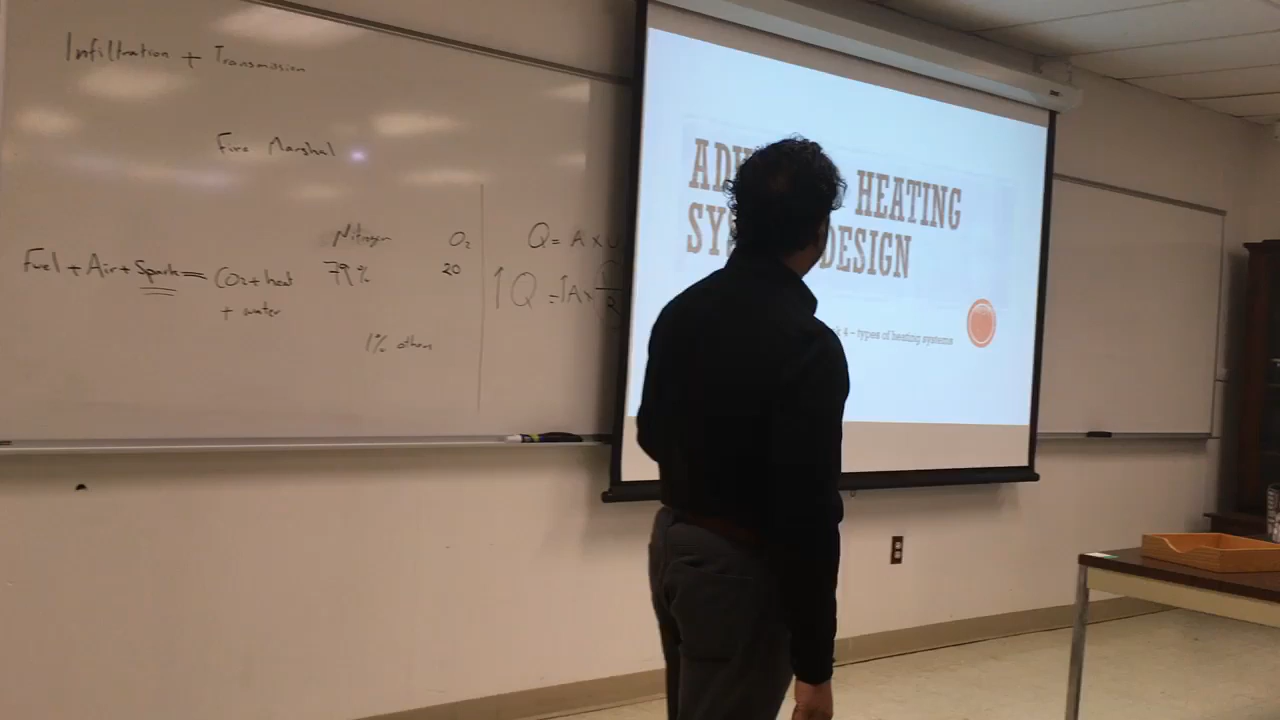 Infiltration + Transmission
Fire Marshal
Nitrogen O₂
79% 20
Fuel + Air + Spark = CO₂ + heat
+ water
1% others
Q = A × U
↑Q = ↑A ×
HEATING
DESIGN
4 – types of heating systems